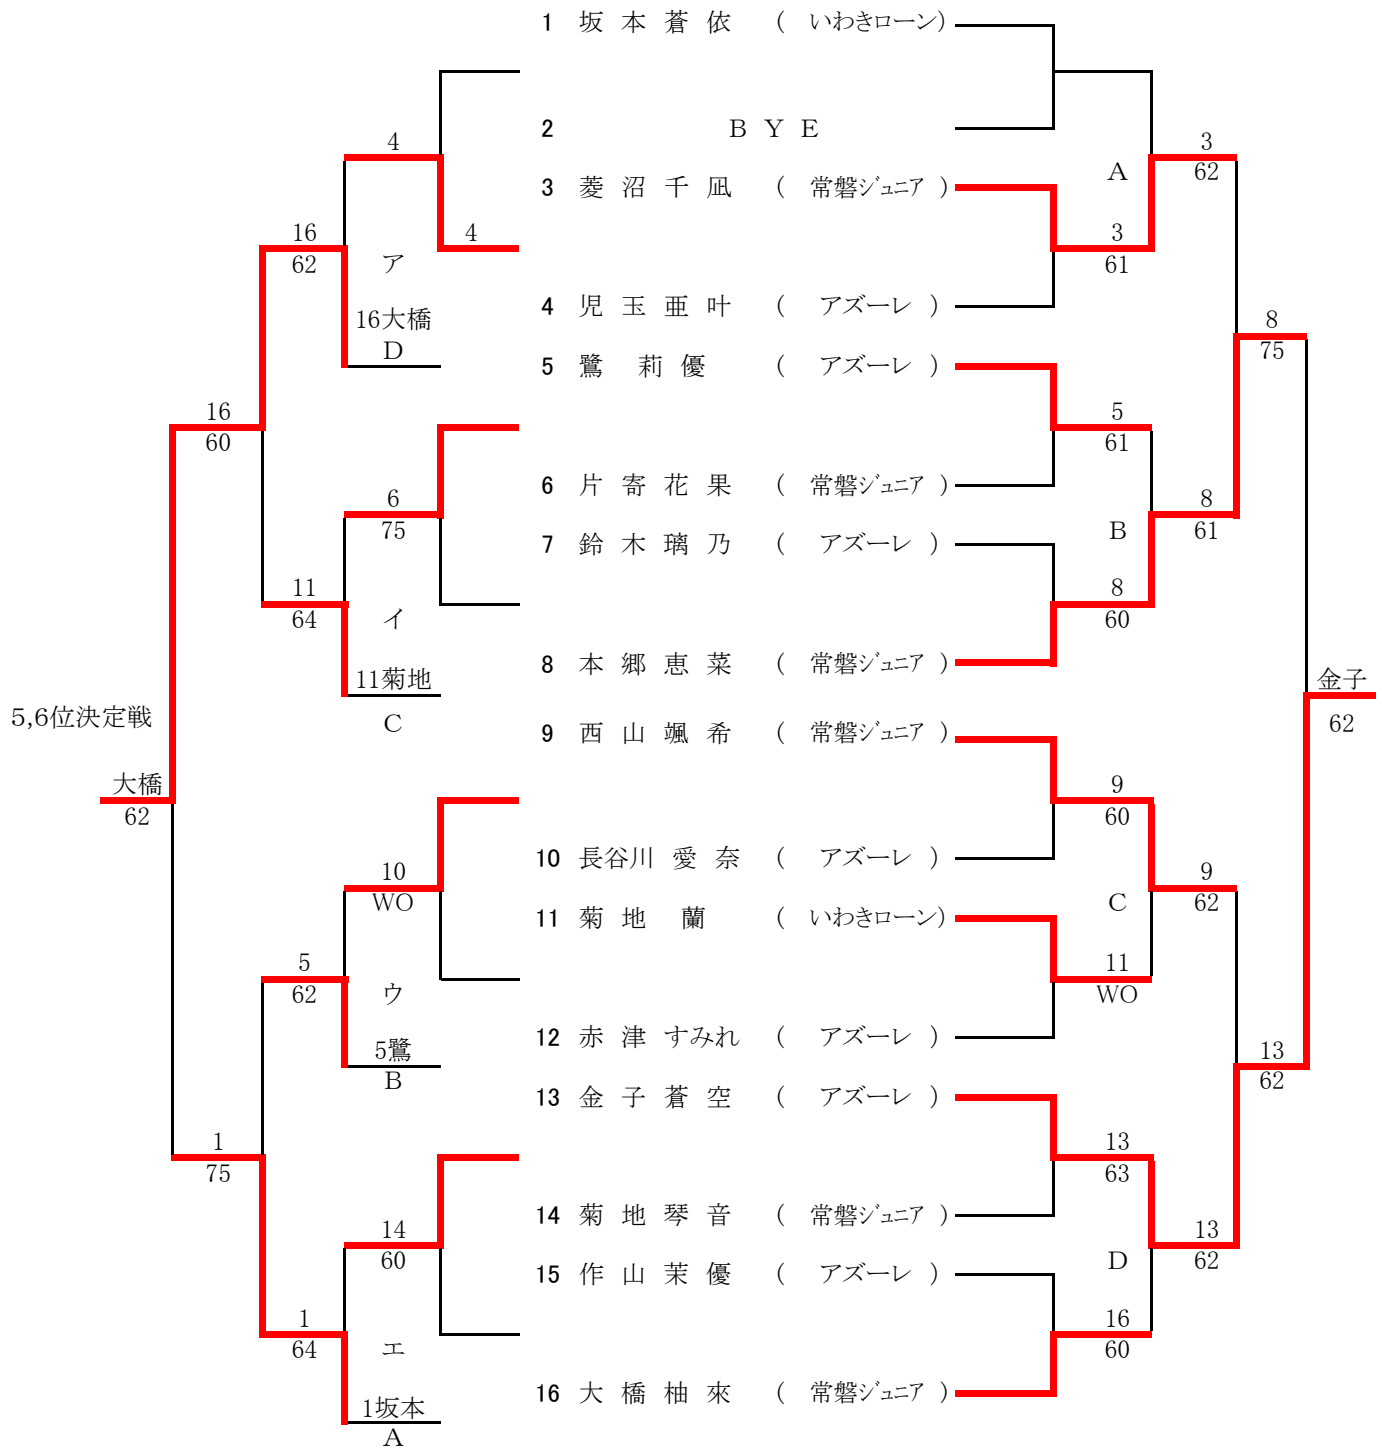 1 坂 本 蒼 依 ( いわきローン)
2 B Y E
3 菱 沼 千 凪 ( 常磐ジュニア )
4 児 玉 亜 叶 ( アズーレ )
5 鷺 莉 優 ( アズーレ )
6 片 寄 花 果 ( 常磐ジュニア )
7 鈴 木 璃 乃 ( アズーレ )
8 本 郷 恵 菜 ( 常磐ジュニア )
9 西 山 颯 希 ( 常磐ジュニア )
10 長谷川 愛 奈 ( アズーレ )
11 菊 地 蘭 ( いわきローン)
12 赤 津 すみれ ( アズーレ )
13 金 子 蒼 空 ( アズーレ )
14 菊 地 琴 音 ( 常磐ジュニア )
15 作 山 茉 優 ( アズーレ )
16 大 橋 柚 來 ( 常磐ジュニア )
4
4
16
62
ア
16大橋
D
16
60
6
75
11
64
イ
11菊地
C
5,6位決定戦
大橋
62
10
WO
5
62
ウ
5鷺
B
1
75
14
60
1
64
エ
1坂本
A
A
3
61
3
62
5
61
B
8
60
8
61
8
75
9
60
C
11
WO
9
62
13
63
D
16
60
13
62
13
62
金子
62